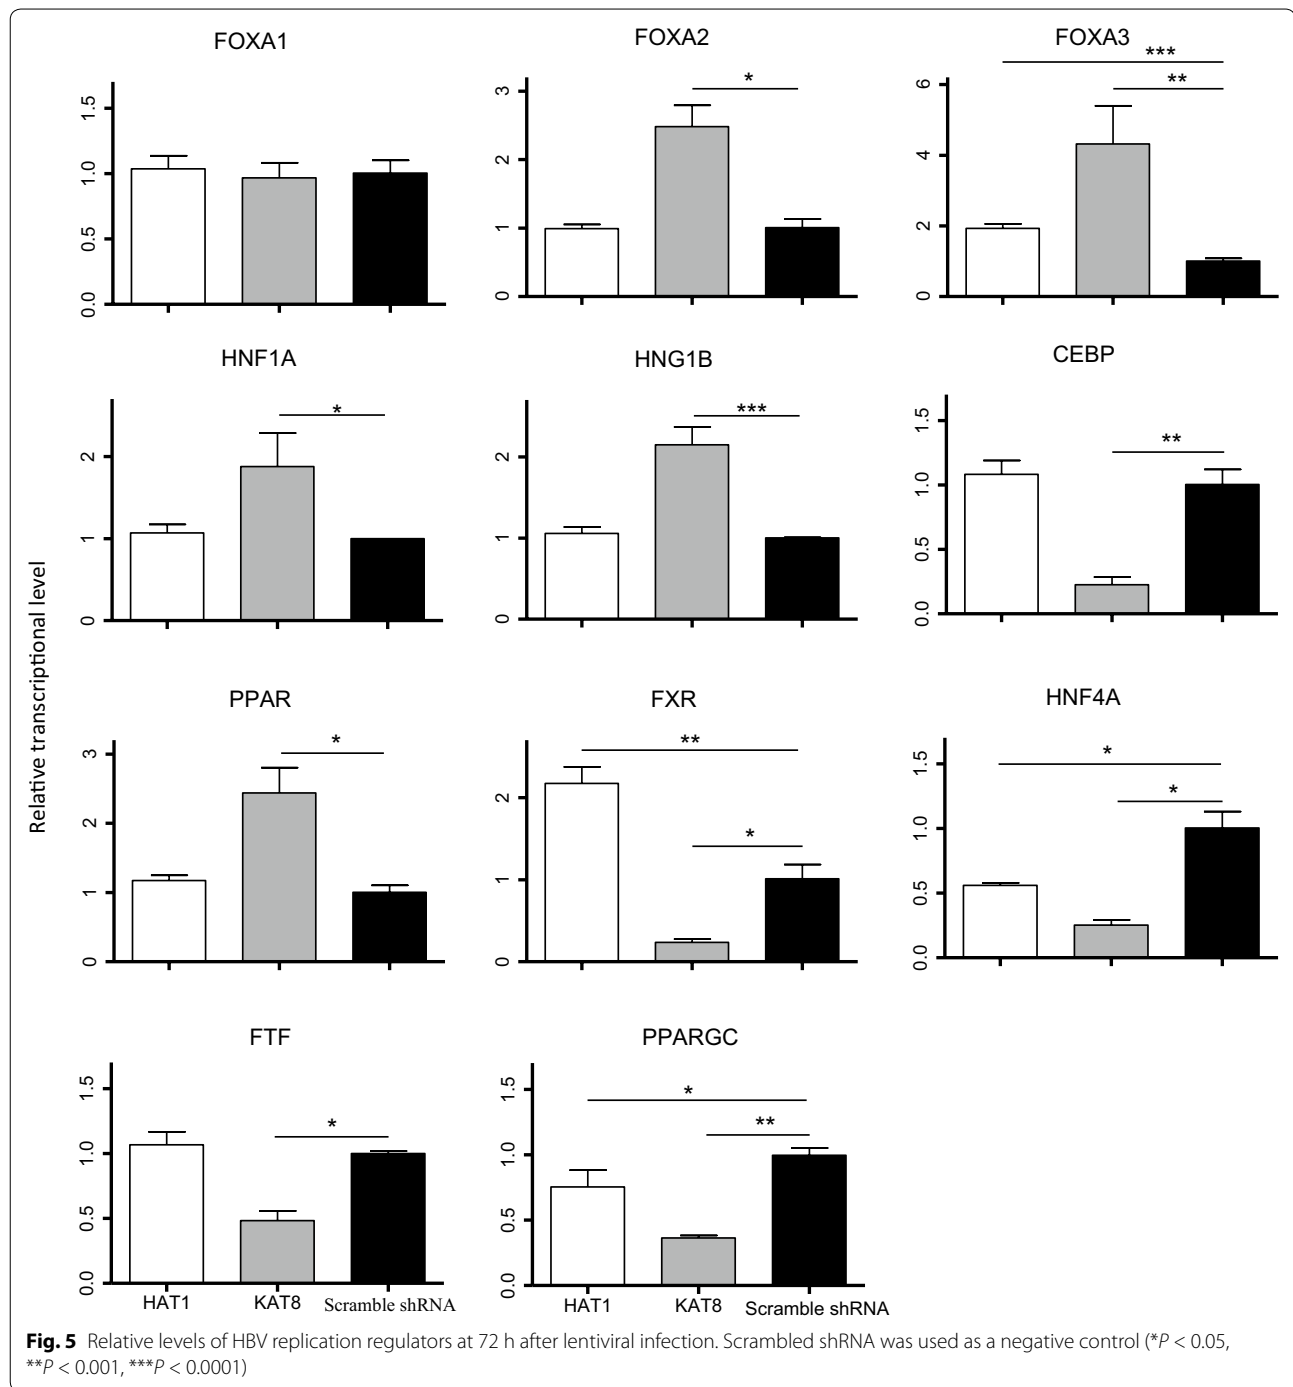 FOXA1
FOXA2
FOXA3
0.0 0.5 1.0 1.5
0 1 2 3
*
0 2 4 6
***
**
HNF1A
HNG1B
CEBP
0 1 2
*
0 1 2
***
0.0 0.5 1.0 1.5
**
Relative transcriptional level
PPAR
FXR
HNF4A
0 1 2 3
*
0 1 2
**
*
0.0 0.5 1.0 1.5
*
*
FTF
PPARGC
0.0 0.5 1.0 1.5
*
0.0 0.5 1.0 1.5
*
**
HAT1 KAT8 Scramble shRNA
HAT1 KAT8 Scramble shRNA
Fig. 5 Relative levels of HBV replication regulators at 72 h after lentiviral infection. Scrambled shRNA was used as a negative control (*P < 0.05,
**P < 0.001, ***P < 0.0001)